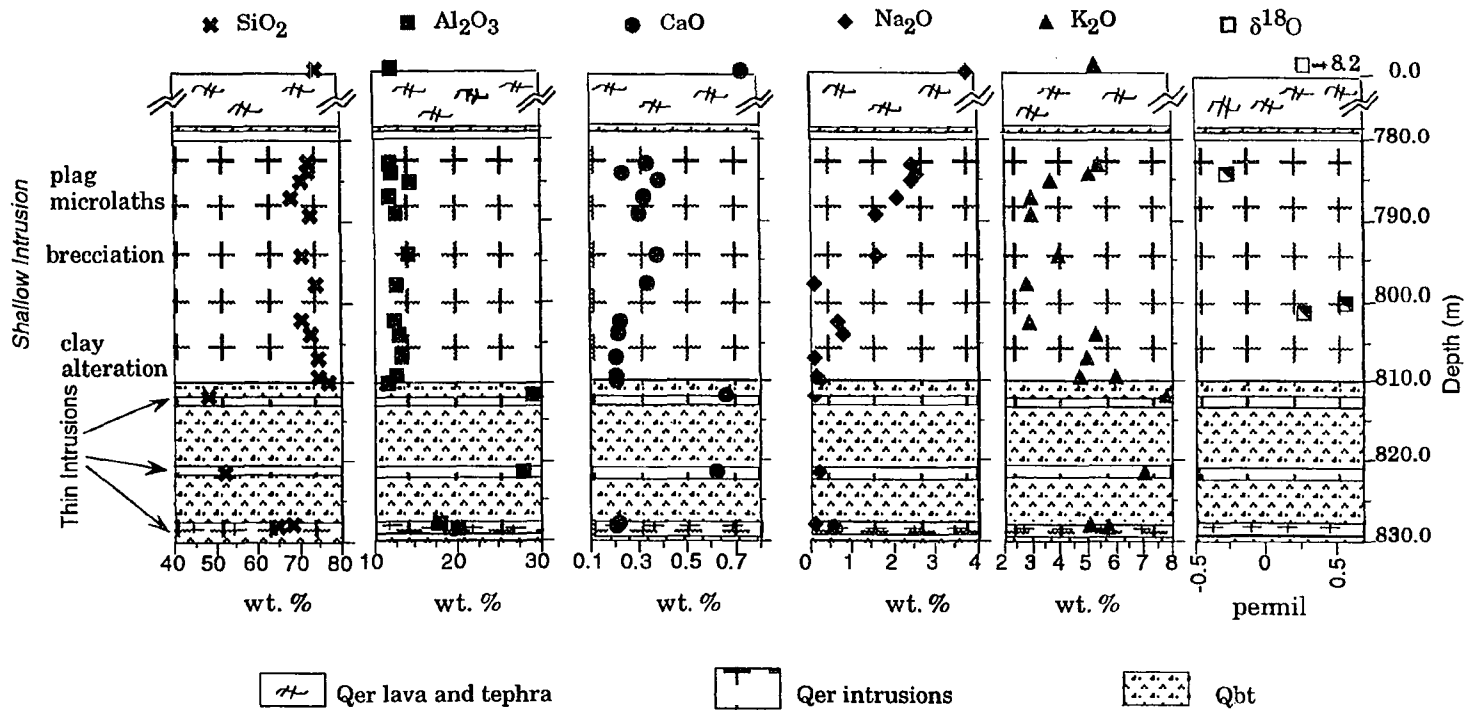 SiO2 Al2O3 CaO Na2O K2O δ18O
→8.2 0.0
780.0
plag
microlaths
790.0
brecciation
800.0
clay
alteration
810.0
820.0
830.0
Shallow Intrusion
Thin Intrusions
Depth (m)
40 50 60 70 80 10 20 30 0.1 0.3 0.5 0.7 0 1 2 3 4 2 3 4 5 6 7 8 -0.5 0 0.5
wt. % wt. % wt. % wt. % wt. % permil
Qer lava and tephra Qer intrusions Qbt